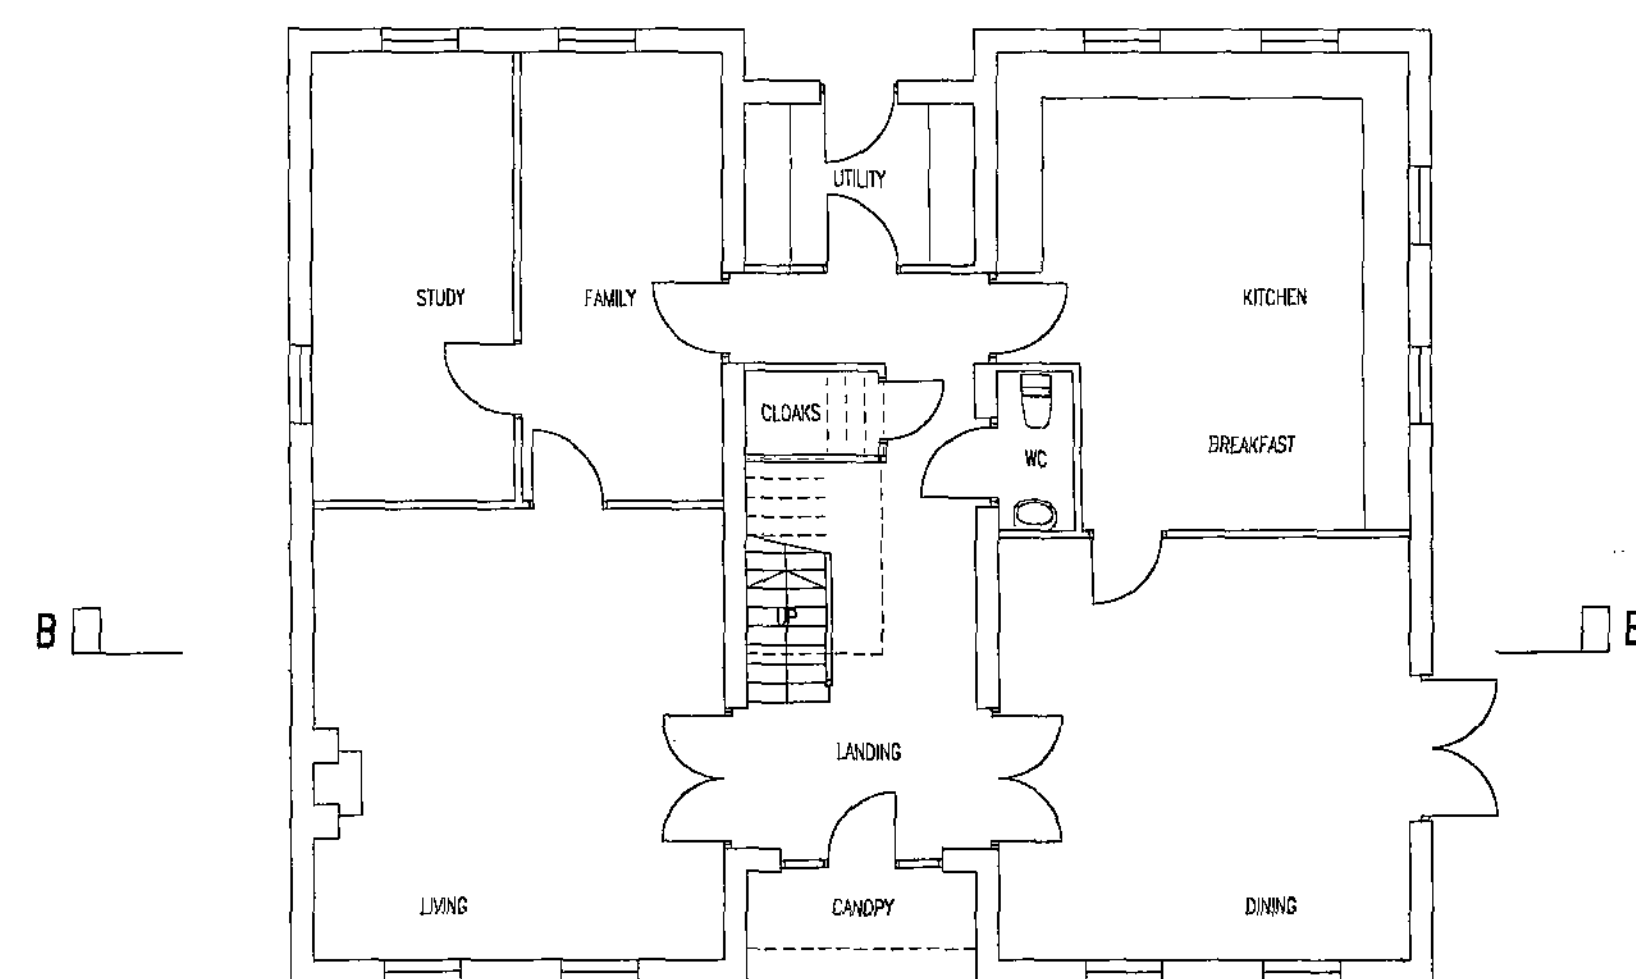 UTILITY
STUDY
FAMILY
KITCHEN
CLOAKS
BREAKFAST
WC
UP
B
LANDING
LIVING
CANOPY
DINING